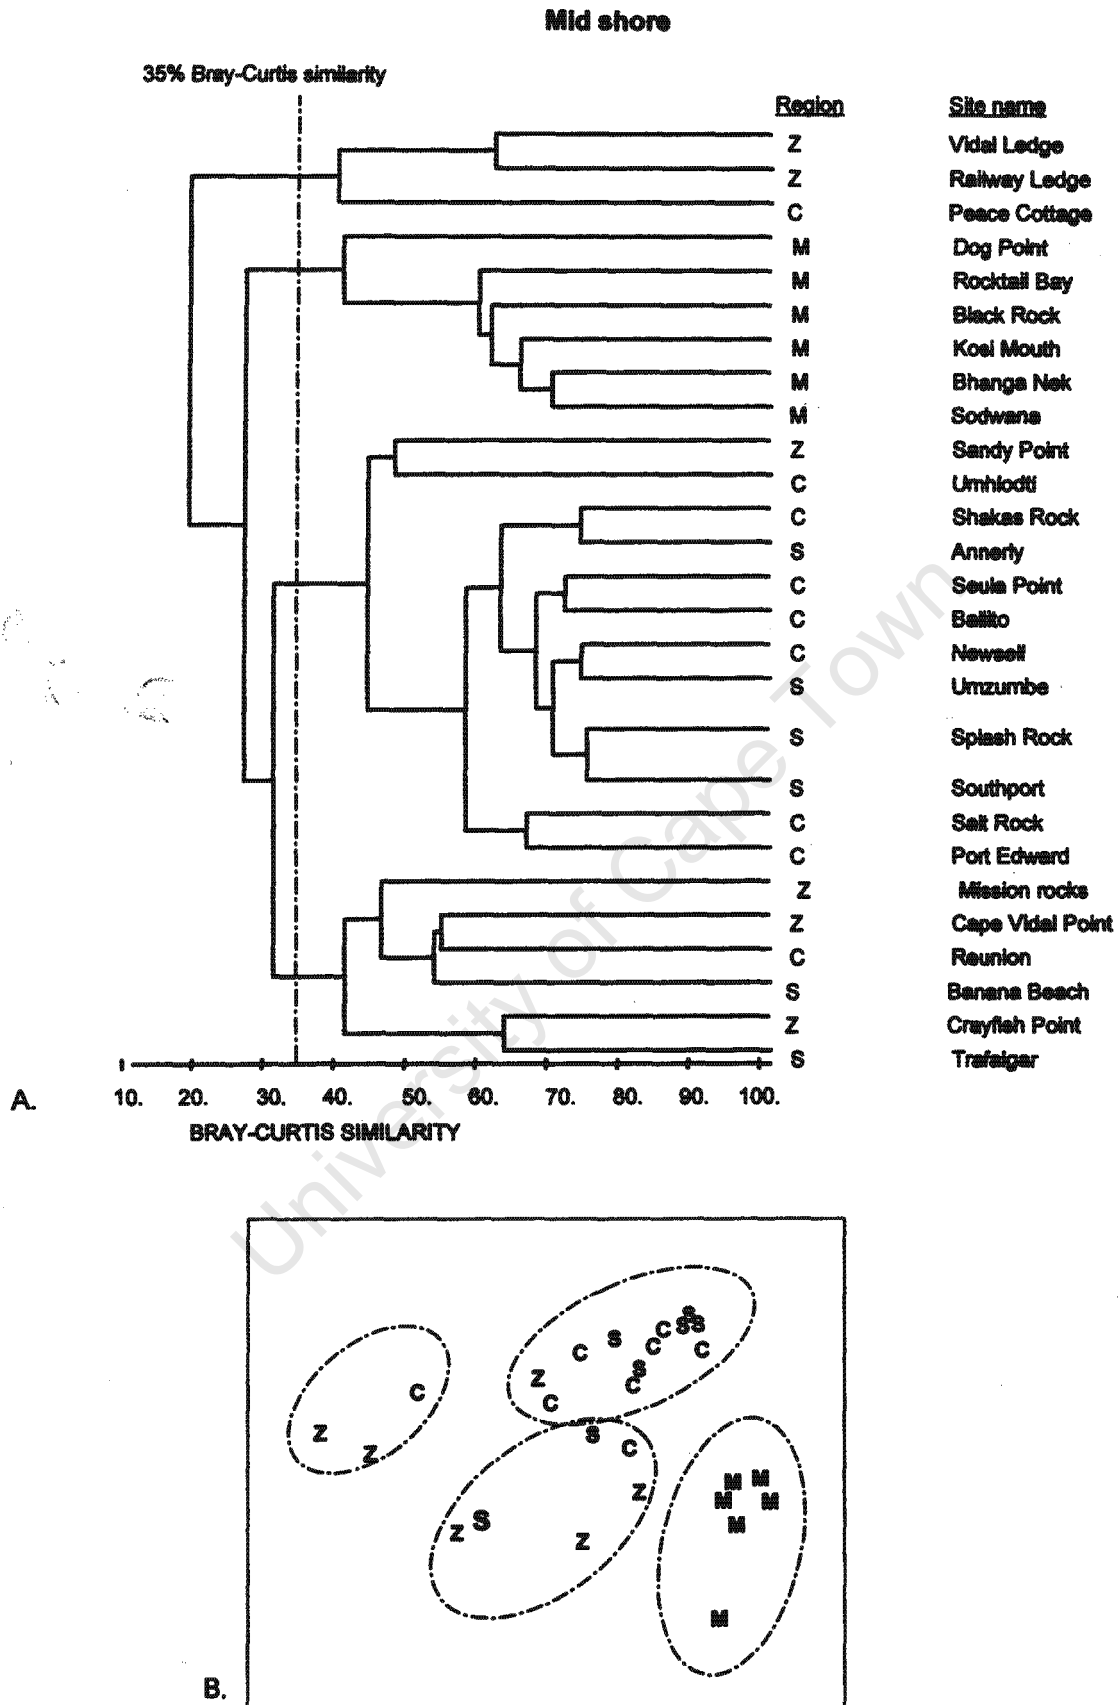 Mid shore
35% Bray-Curtis similarity
Region Site name
Z Vidal Ledge
Z Railway Ledge
C Peace Cottage
M Dog Point
M Rocktail Bay
M Black Rock
M Kosi Mouth
M Bhanga Nek
M Sodwana
Z Sandy Point
C Umhlodti
C Shakas Rock
S Annerly
C Seula Point
C Ballito
C Newself
S Umzumbe
S Splash Rock
S Southport
C Salt Rock
C Port Edward
Z Mission rocks
Z Cape Vidal Point
C Reunion
S Banana Beach
Z Crayfish Point
S Trafalgar
A.
10. 20. 30. 40. 50. 60. 70. 80. 90. 100.
BRAY-CURTIS SIMILARITY
University of Cape Town
S
C S S
S C C
C
Z S
C C
C
S
Z C
Z M M
Z S M M
Z M
M
B.